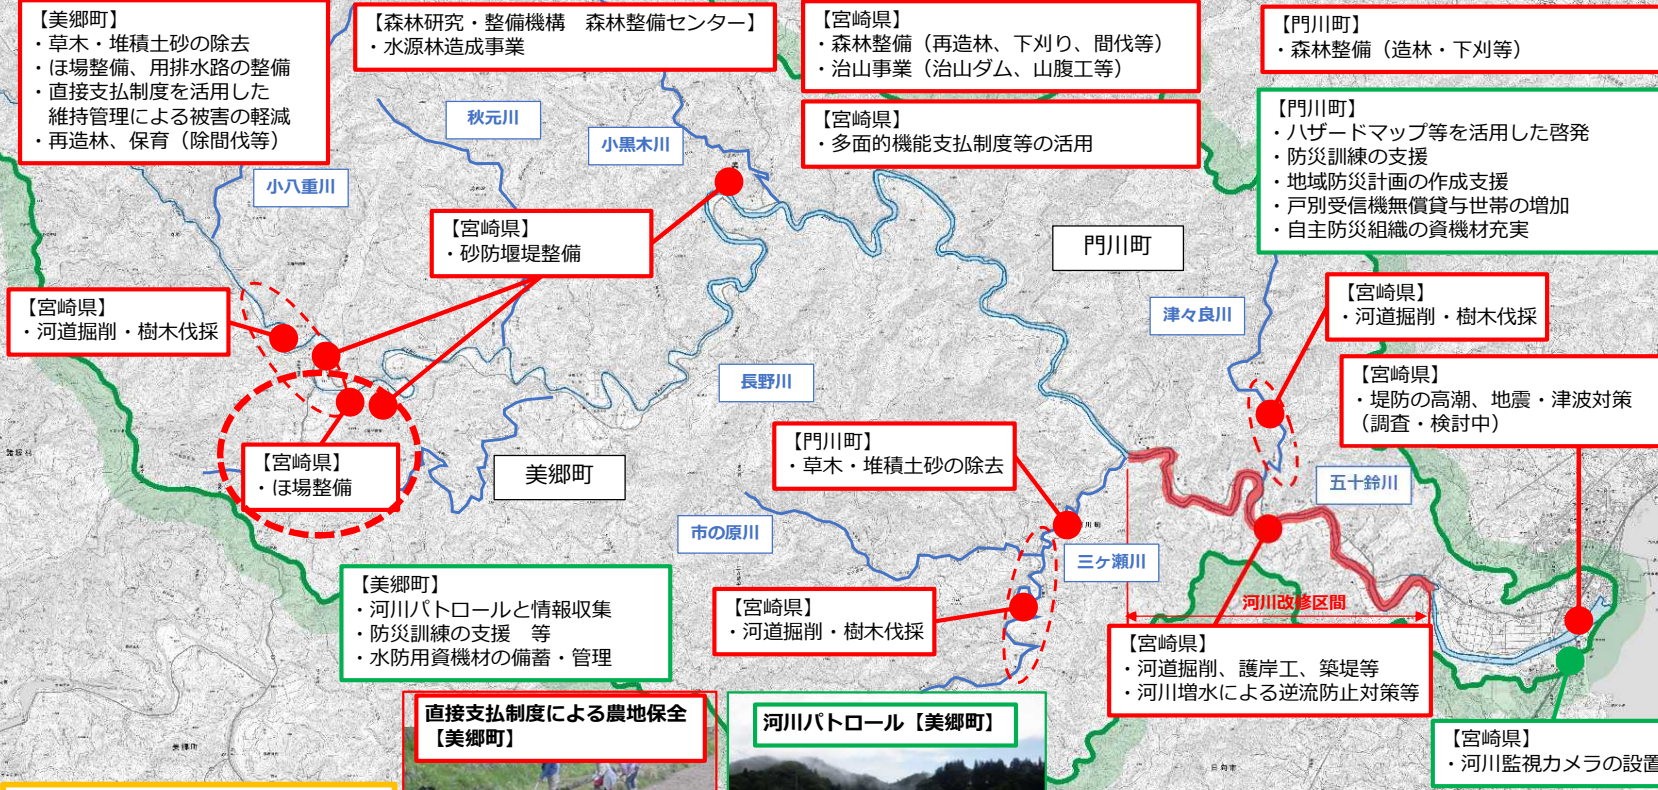 【美郷町】
・草木・堆積土砂の除去
・ほ場整備、用排水路の整備
・直接支払制度を活用した
維持管理による被害の軽減
・再造林、保育（除間伐等）
【森林研究・整備機構　森林整備センター】
・水源林造成事業
【宮崎県】
・森林整備（再造林、下刈り、間伐等）
・治山事業（治山ダム、山腹工等）
【門川町】
・森林整備（造林・下刈等）
【宮崎県】
・多面的機能支払制度等の活用
【門川町】
・ハザードマップ等を活用した啓発
・防災訓練の支援
・地域防災計画の作成支援
・戸別受信機無償貸与世帯の増加
・自主防災組織の資機材充実
秋元川
小黒木川
小八重川
【宮崎県】
・砂防堰堤整備
門川町
【宮崎県】
・河道掘削・樹木伐採
津々良川
【宮崎県】
・河道掘削・樹木伐採
長野川
【宮崎県】
・堤防の高潮、地震・津波対策
（調査・検討中）
【宮崎県】
・ほ場整備
美郷町
【門川町】
・草木・堆積土砂の除去
五十鈴川
市の原川
三ヶ瀬川
【美郷町】
・河川パトロールと情報収集
・防災訓練の支援　等
・水防用資機材の備蓄・管理
【宮崎県】
・河道掘削・樹木伐採
河川改修区間
【宮崎県】
・河道掘削、護岸工、築堤等
・河川増水による逆流防止対策等
直接支払制度による農地保全
【美郷町】
河川パトロール【美郷町】
【宮崎県】
・河川監視カメラの設置
美郷町
日向市